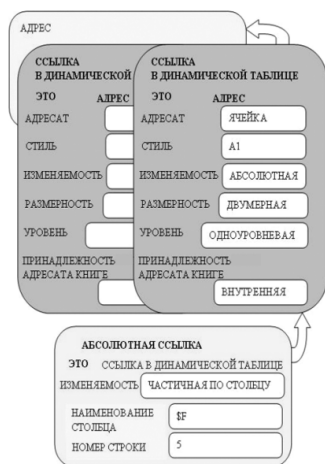 АДРЕС
ССЫЛКА
В ДИНАМИЧЕСКОЙ
ЭТО АДРЕС
АДРЕСАТ
СТИЛЬ
ИЗМЕНЯЕМОСТЬ
РАЗМЕРНОСТЬ
УРОВЕНЬ
ПРИНАДЛЕЖНОСТЬ
АДРЕСАТА КНИГЕ
ССЫЛКА
В ДИНАМИЧЕСКОЙ ТАБЛИЦЕ
ЭТО АДРЕС
АДРЕСАТ ЯЧЕЙКА
СТИЛЬ А1
ИЗМЕНЯЕМОСТЬ АБСОЛЮТНАЯ
РАЗМЕРНОСТЬ ДВУМЕРНАЯ
УРОВЕНЬ ОДНОУРОВНЕВАЯ
ПРИНАДЛЕЖНОСТЬ
АДРЕСАТА КНИГЕ
ВНУТРЕННЯЯ
АБСОЛЮТНАЯ ССЫЛКА
ЭТО ССЫЛКА В ДИНАМИЧЕСКОЙ ТАБЛИЦЕ
ИЗМЕНЯЕМОСТЬ ЧАСТИЧНАЯ ПО СТОЛБЦУ
НАИМЕНОВАНИЕ
СТОЛБЦА $F
НОМЕР СТРОКИ 5